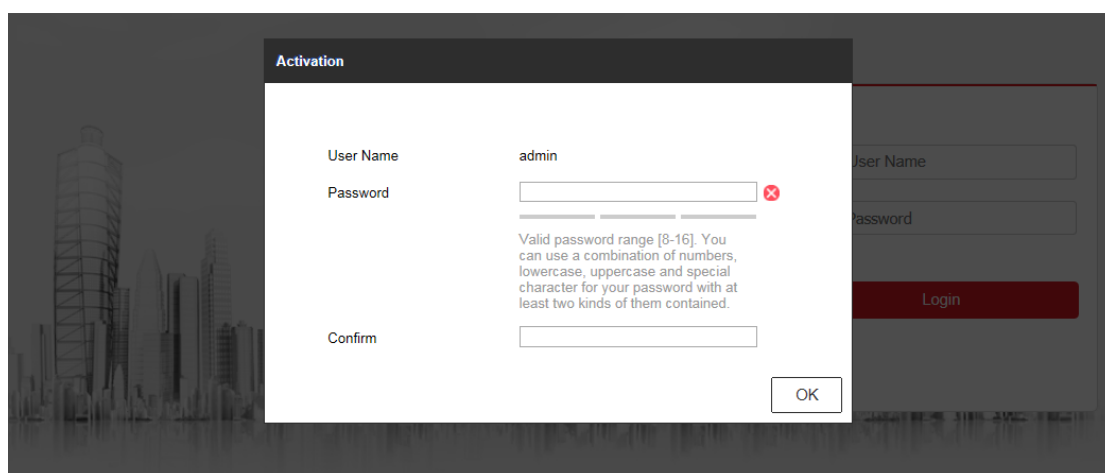 Activation
User Name admin
Password
Valid password range [8-16]. You
can use a combination of numbers,
lowercase, uppercase and special
character for your password with at
least two kinds of them contained.
Confirm
OK
User Name
Password
Login